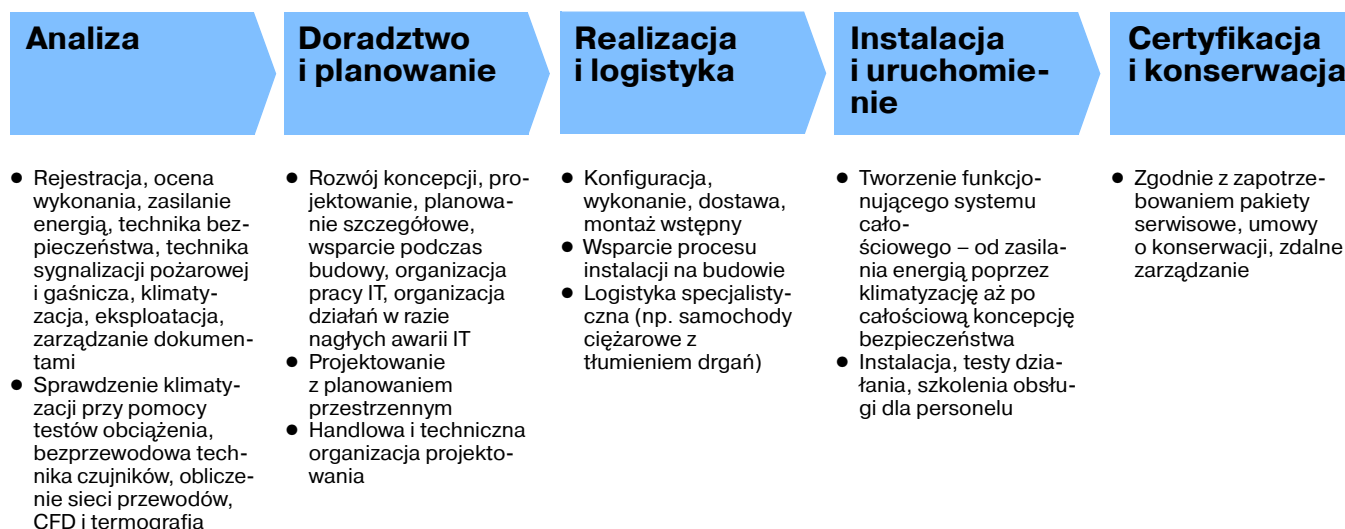 Analiza
● Rejestracja, ocena
wykonania, zasilanie
energią, technika bez-
pieczeństwa, technika
sygnalizacji pożarowej
i gaśnicza, klimaty-
zacja, eksploatacja,
zarządzanie dokumen-
tami
● Sprawdzenie klimaty-
zacji przy pomocy
testów obciążenia,
bezprzewodowa tech-
nika czujników, oblicze-
nie sieci przewodów,
CFD i termografia
Doradztwo
i planowanie
● Rozwój koncepcji, pro-
jektowanie, planowa-
nie szczegółowe,
wsparcie podczas
budowy, organizacja
pracy IT, organizacja
działań w razie
nagłych awarii IT
● Projektowanie
z planowaniem
przestrzennym
● Handlowa i techniczna
organizacja projekto-
wania
Realizacja
i logistyka
● Konfiguracja,
wykonanie, dostawa,
montaż wstępny
● Wsparcie procesu
instalacji na budowie
● Logistyka specjalisty-
czna (np. samochody
ciężarowe z
tłumieniem drgań)
Instalacja
i uruchomie-
nie
● Tworzenie funkcjo-
nującego systemu
cało-
ściowego – od zasila-
nia energią poprzez
klimatyzację aż po
całościową koncepcję
bezpieczeństwa
● Instalacja, testy dzia-
łania, szkolenia obsłu-
gi dla personelu
Certyfikacja
i konserwacja
● Zgodnie z zapotrze-
bowaniem pakiety
serwisowe, umowy
o konserwacji, zdalne
zarządzanie